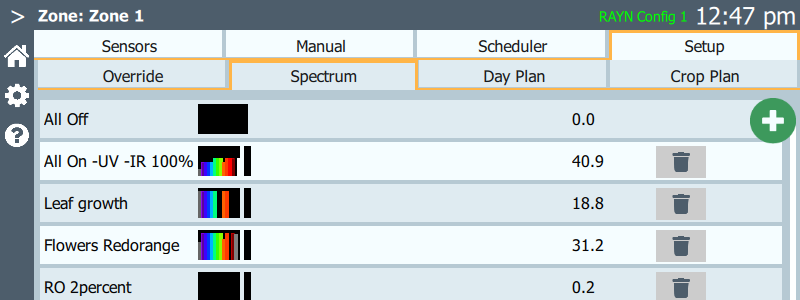 > Zone: Zone 1 RAYN Config 1 12:47 pm
Sensors Manual Scheduler Setup
Override Spectrum Day Plan Crop Plan
All Off 0.0
All On -UV -IR 100% 40.9
Leaf growth 18.8
Flowers Redorange 31.2
RO 2percent 0.2